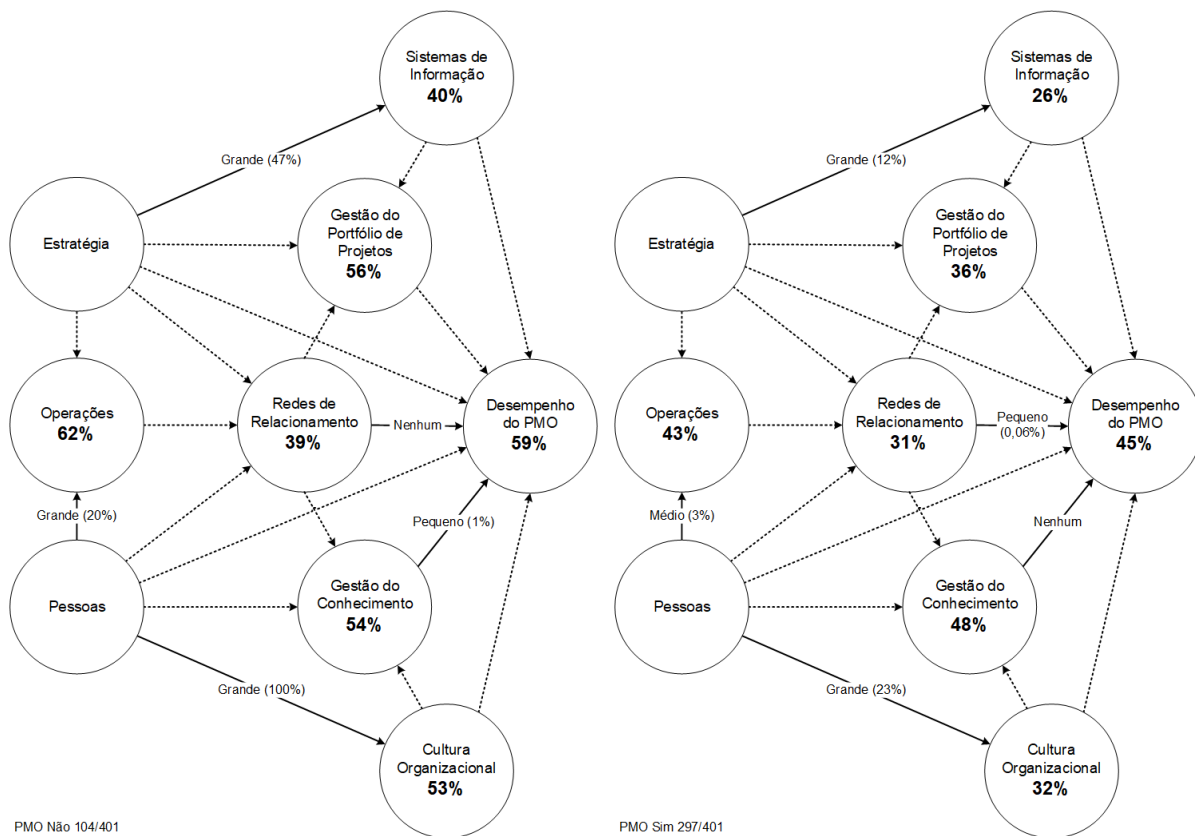 Sistemas de
Informação
40%
Grande (47%)
Gestão do
Portfólio de
Projetos
56%
Estratégia
Operações
62%
Redes de
Relacionamento
39%
Nenhum
Desempenho
do PMO
59%
Grande (20%)
Pequeno (1%)
Pessoas
Gestão do
Conhecimento
54%
Grande (100%)
Cultura
Organizacional
53%
PMO Não 104/401
Sistemas de
Informação
26%
Grande (12%)
Gestão do
Portfólio de
Projetos
36%
Estratégia
Operações
43%
Redes de
Relacionamento
31%
Pequeno
(0,06%)
Desempenho
do PMO
45%
Médio (3%)
Nenhum
Pessoas
Gestão do
Conhecimento
48%
Grande (23%)
Cultura
Organizacional
32%
PMO Sim 297/401